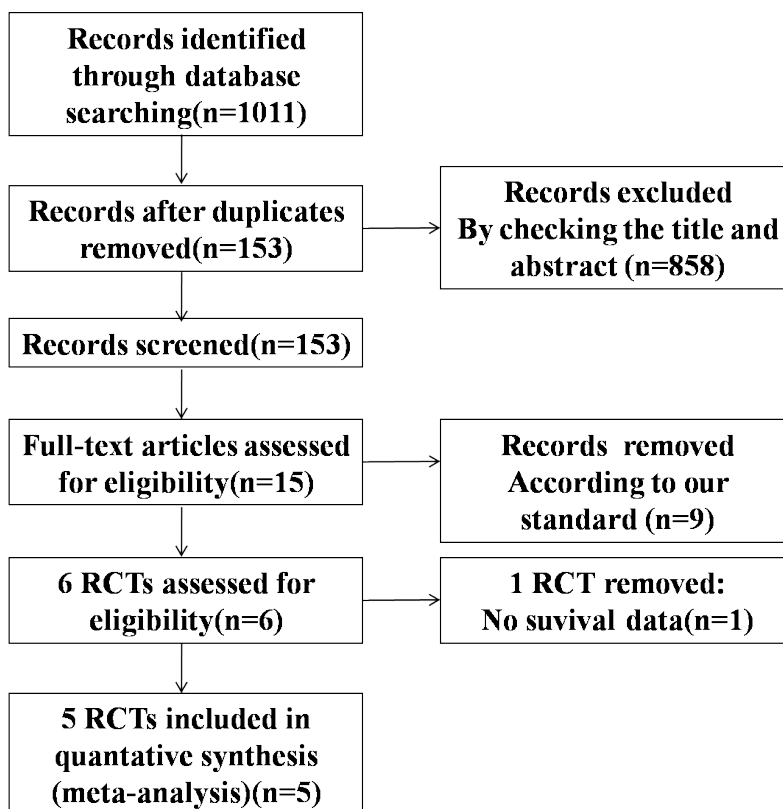 Records identified
through database
searching(n=1011)
Records after duplicates
removed(n=153)
Records excluded
By checking the title and
abstract (n=858)
Records screened(n=153)
Full-text articles assessed
for eligibility(n=15)
Records removed
According to our
standard (n=9)
6 RCTs assessed for
eligibility(n=6)
1 RCT removed:
No suvival data(n=1)
5 RCTs included in
quantative synthesis
(meta-analysis)(n=5)